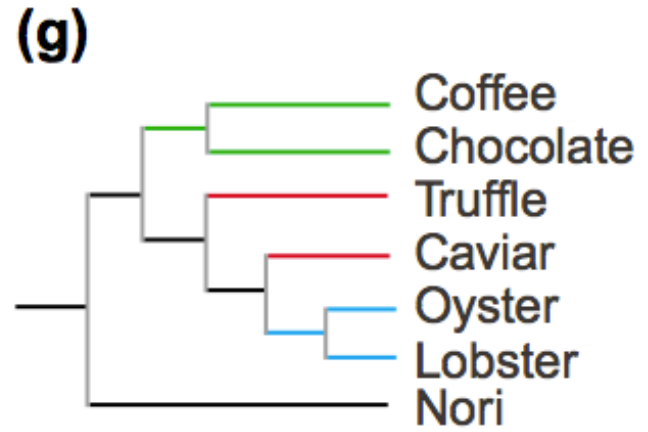 (g)
Coffee
Chocolate
Truffle
Caviar
Oyster
Lobster
Nori